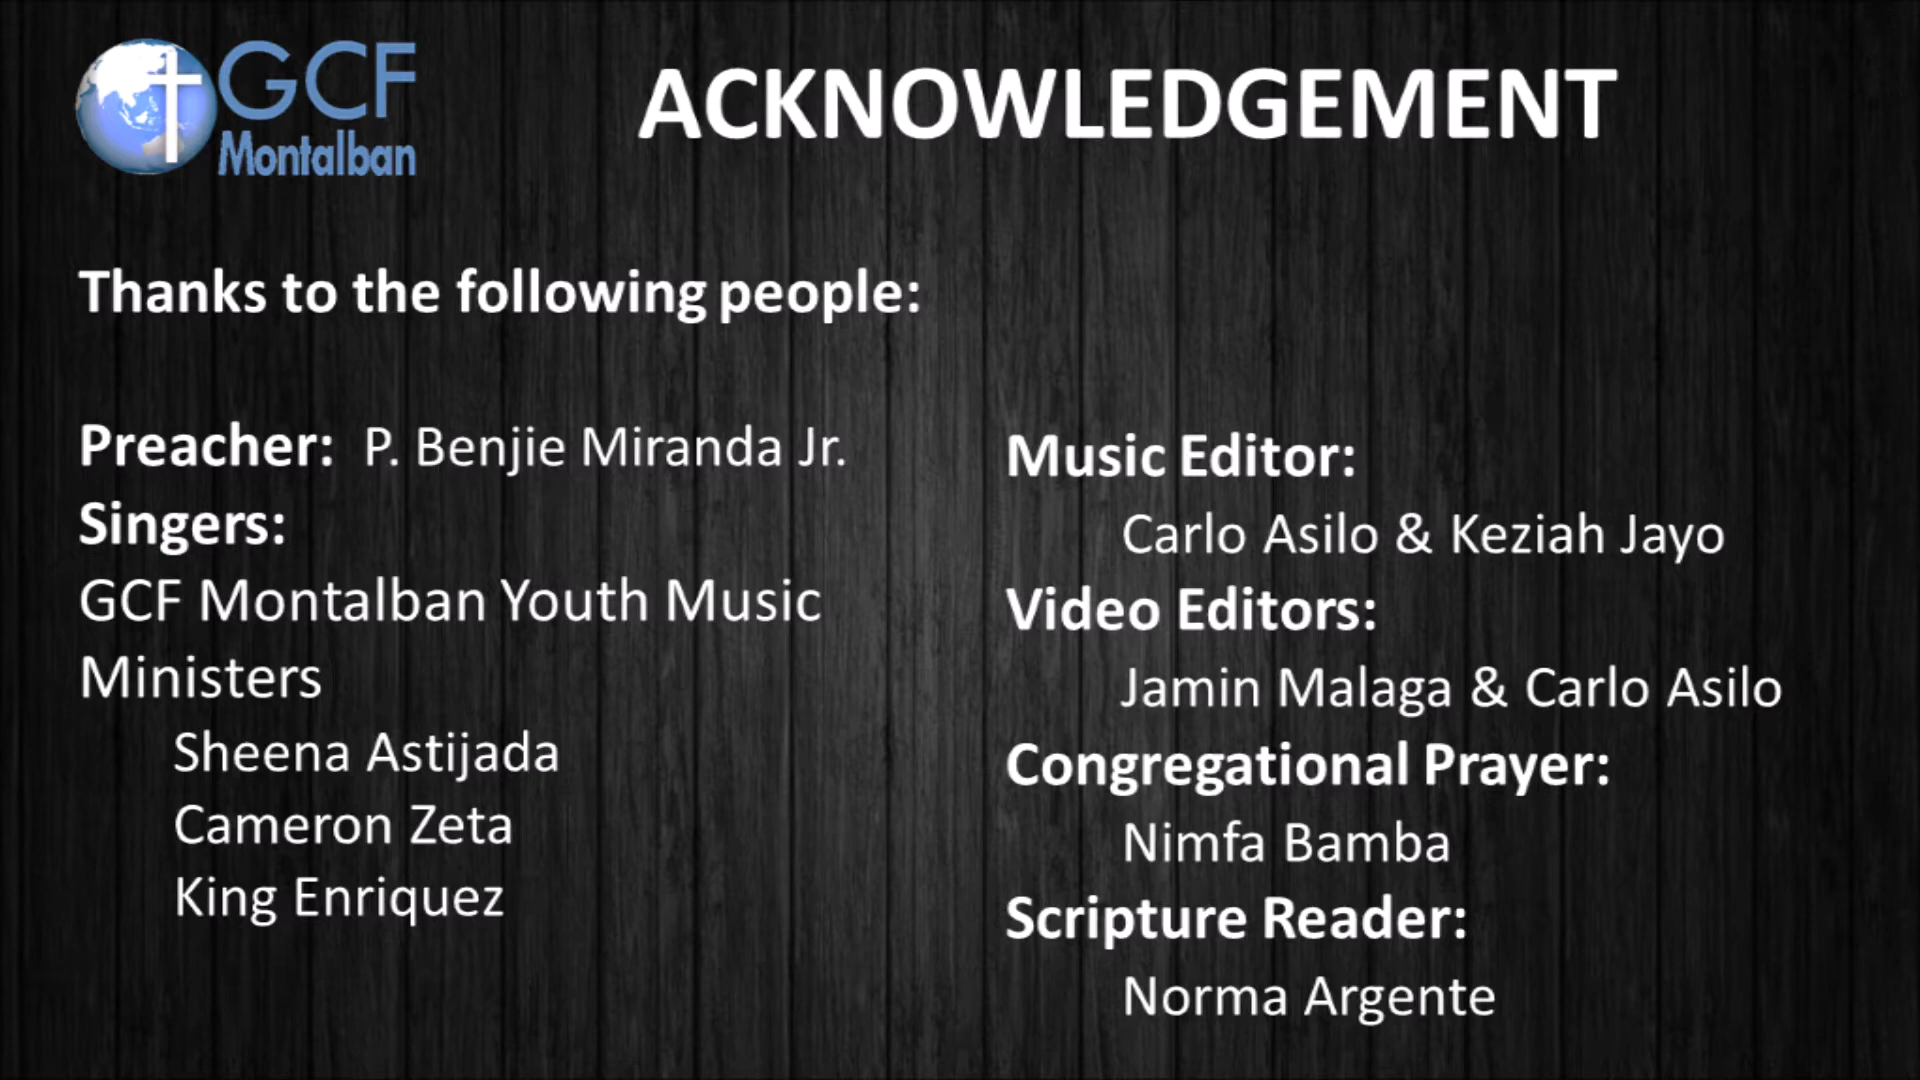 GCF
Montalban
ACKNOWLEDGEMENT
Thanks to the following people:
Preacher: P. Benjie Miranda Jr.
Singers:
GCF Montalban Youth Music
Ministers
Sheena Astijada
Cameron Zeta
King Enriquez
Music Editor:
Carlo Asilo & Keziah Jayo
Video Editors:
Jamin Malaga & Carlo Asilo
Congregational Prayer:
Nimfa Bamba
Scripture Reader:
Norma Argente